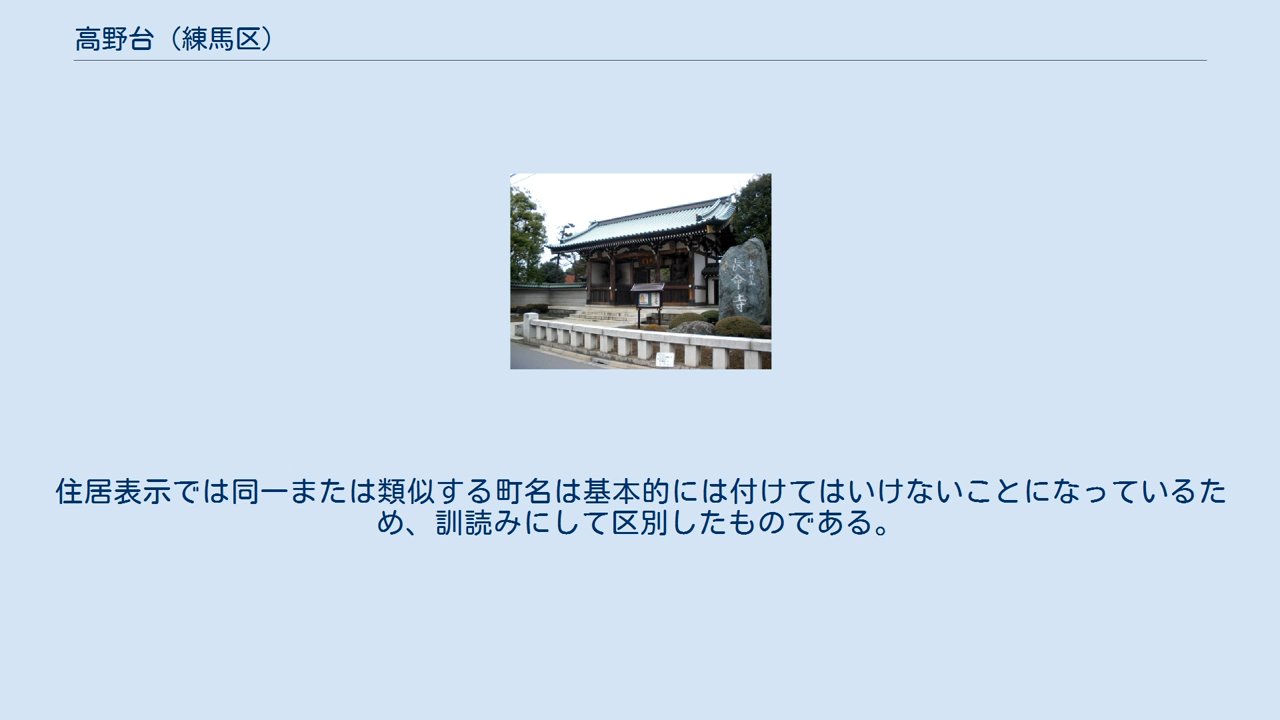 高野台（練馬区）
長命寺
住居表示では同一または類似する町名は基本的には付けてはいけないことになっているた
め、訓読みにして区別したものである。